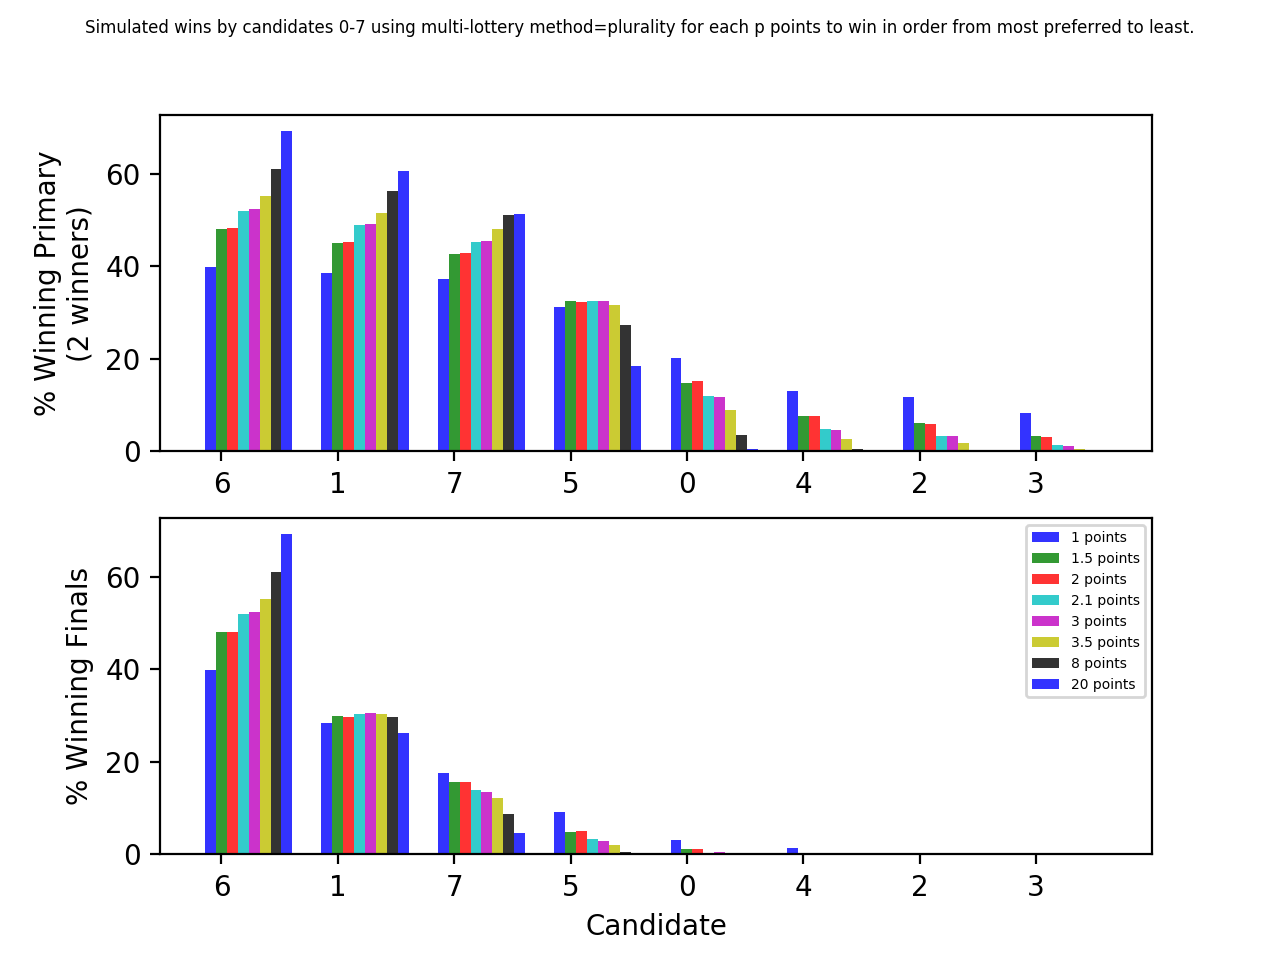 Simulated wins by candidates 0-7 using multi-lottery method=plurality for each p points to win in order from most preferred to least.
% Winning Primary
(2 winners)
60
40
20
0
6 1 7 5 0 4 2 3
% Winning Finals
60
40
20
0
1 points
1.5 points
2 points
2.1 points
3 points
3.5 points
8 points
20 points
6 1 7 5 0 4 2 3
Candidate